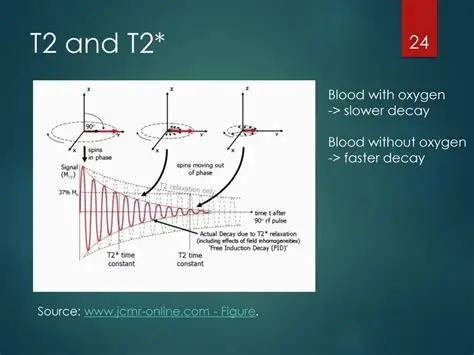 T2 and T2*
24
Blood with oxygen
-> slower decay
Blood without oxygen
-> faster decay
z
z
z
90°
y
y
y
x
x
x
spins
in phase
spins moving out
of phase
Signal
(Mxy)
37% M₀
T2 relaxation only
time t after
90° rf pulse
Actual Decay due to T2* relaxation
(including effects of field inhomogeneities)
'Free Induction Decay (FID)'
T2* time
constant
T2 time
constant
Source: www.jcmr-online.com - Figure.